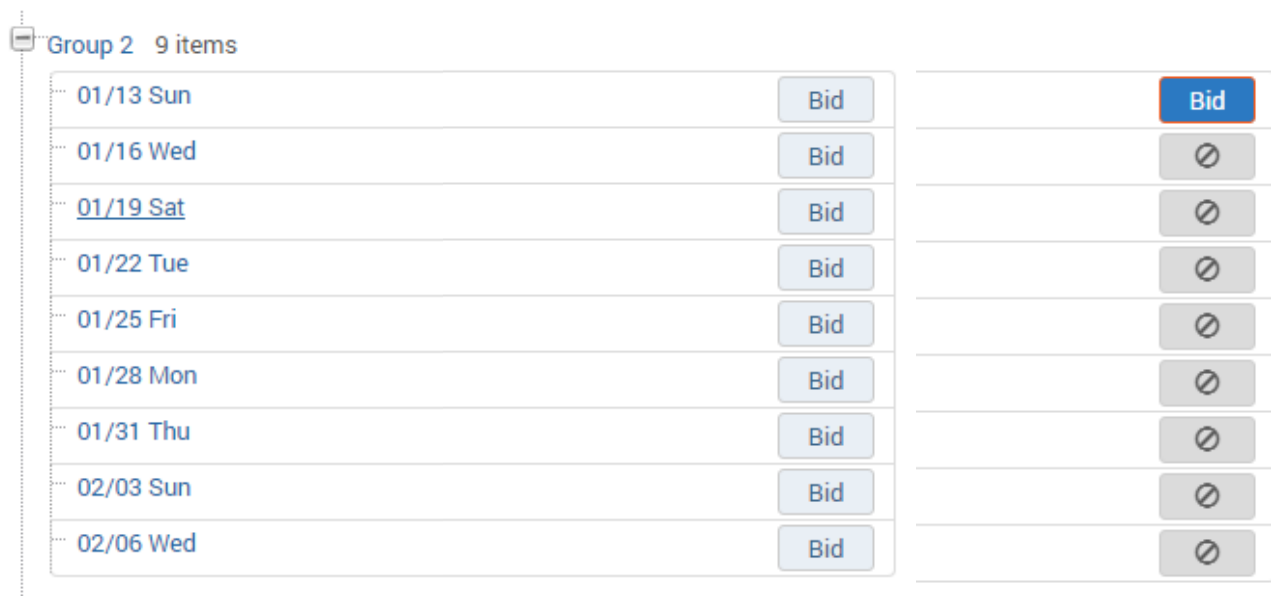 Group 2 9 items
01/13 Sun Bid Bid
01/16 Wed Bid
01/19 Sat Bid
01/22 Tue Bid
01/25 Fri Bid
01/28 Mon Bid
01/31 Thu Bid
02/03 Sun Bid
02/06 Wed Bid